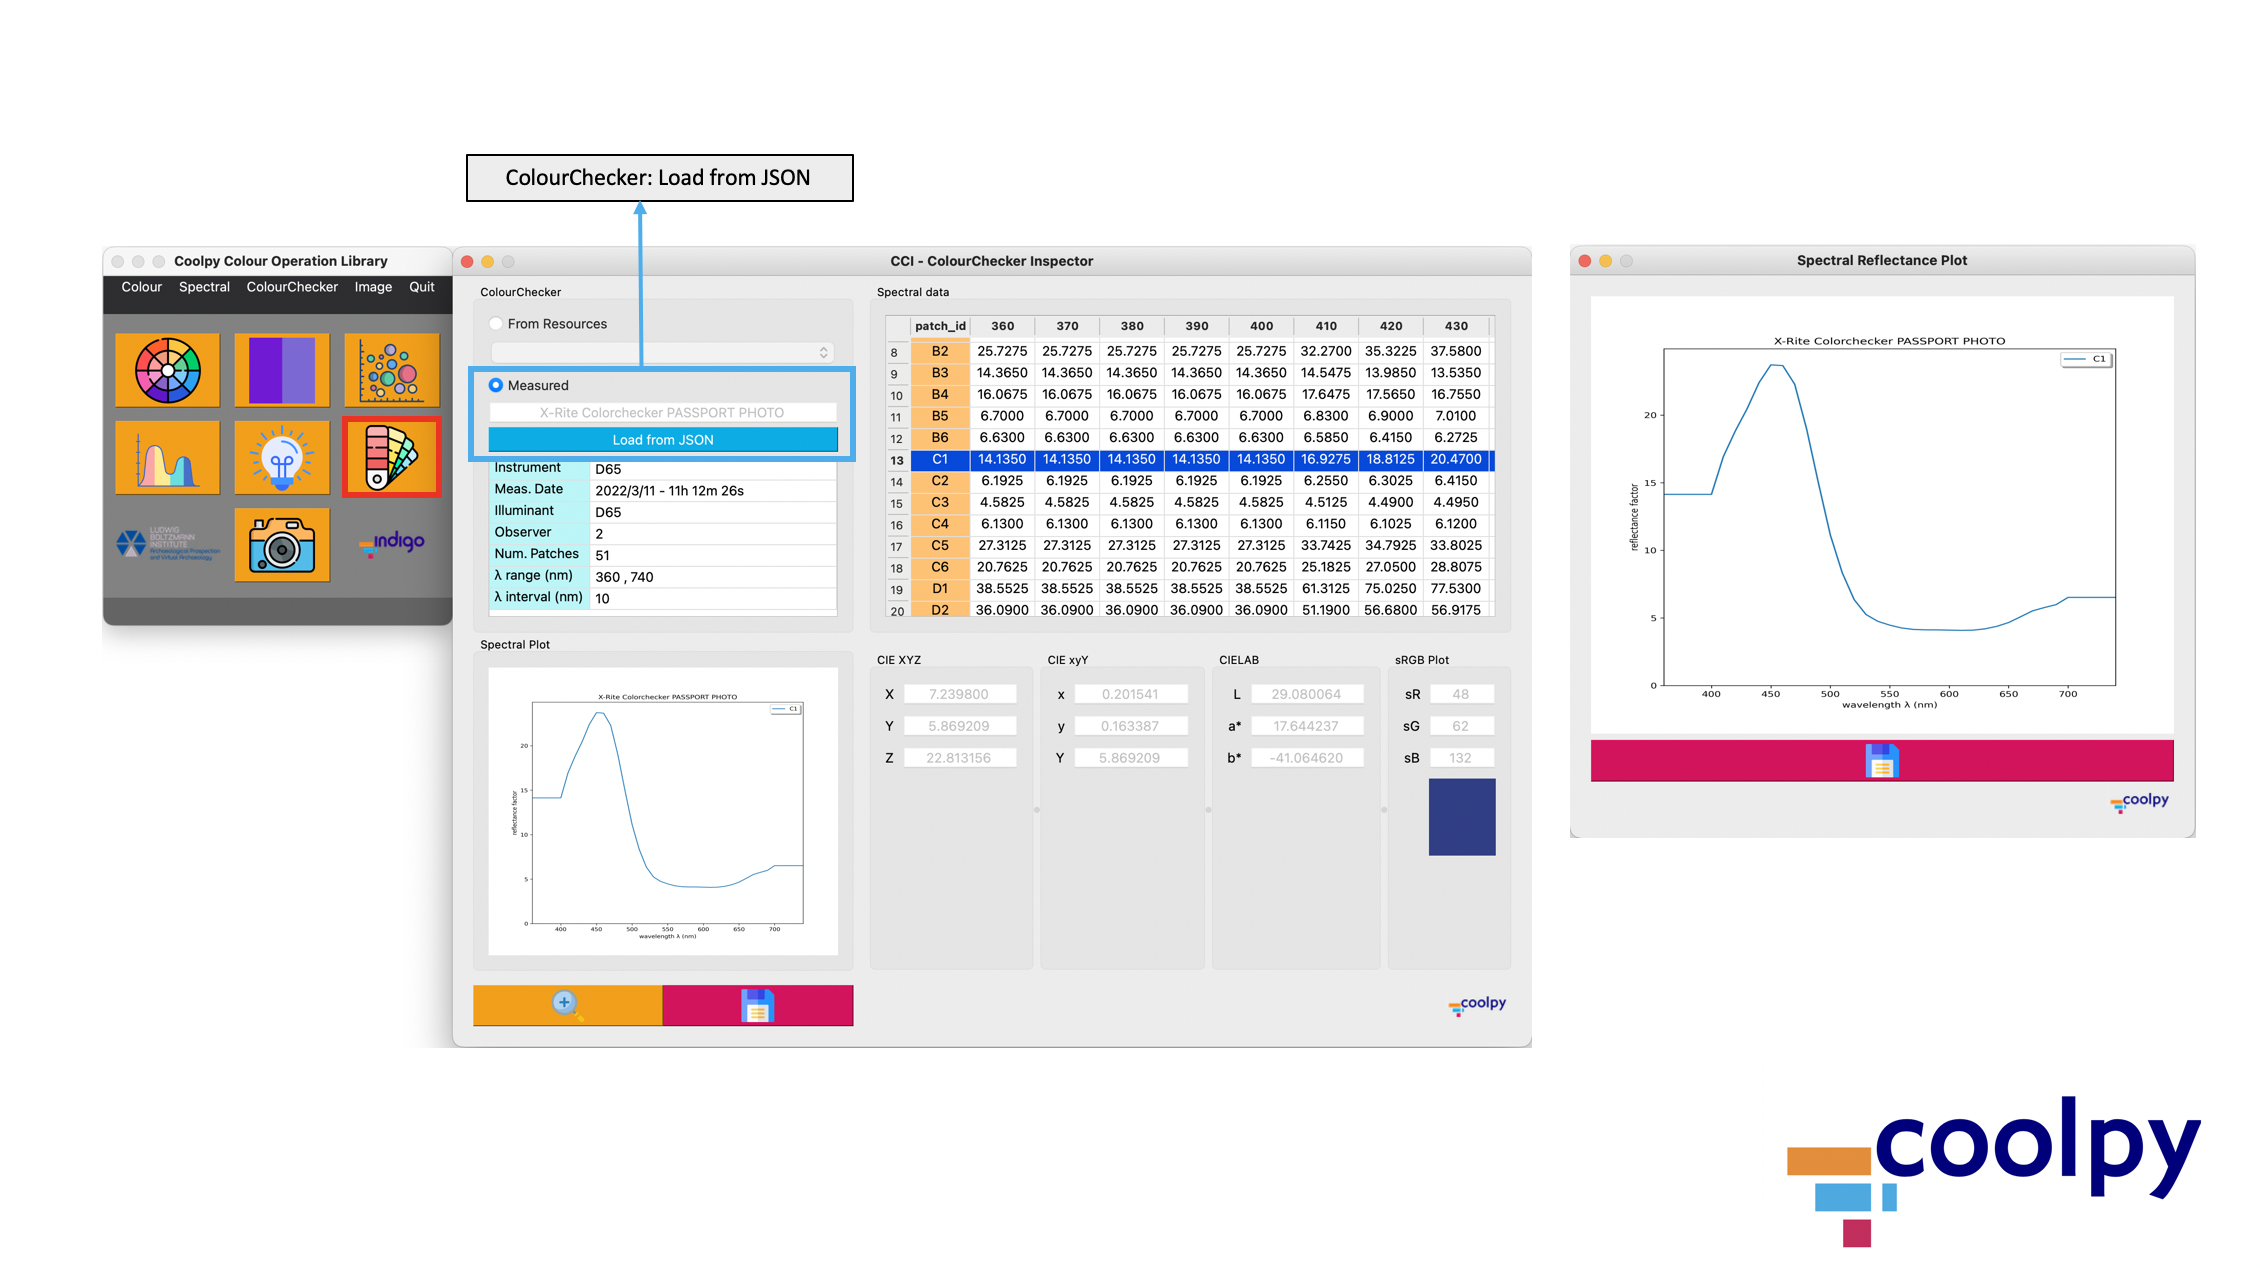 ColourChecker: Load from JSON
Coolpy Colour Operation Library
Colour Spectral ColourChecker Image Quit
LUDWIG
BOLTZMANN
INSTITUTE
Archaeological Prospection
and Virtual Archaeology
indigo
CCI - ColourChecker Inspector
ColourChecker
From Resources
Measured
X-Rite Colorchecker PASSPORT PHOTO
Load from JSON
Instrument D65
Meas. Date 2022/3/11 - 11h 12m 26s
Illuminant D65
Observer 2
Num. Patches 51
λ range (nm) 360 , 740
λ interval (nm) 10
Spectral data
patch_id 360 370 380 390 400 410 420 430
8 B2 25.7275 25.7275 25.7275 25.7275 25.7275 32.2700 35.3225 37.5800
9 B3 14.3650 14.3650 14.3650 14.3650 14.3650 14.5475 13.9850 13.5350
10 B4 16.0675 16.0675 16.0675 16.0675 16.0675 17.6475 17.5650 16.7550
11 B5 6.7000 6.7000 6.7000 6.7000 6.7000 6.8300 6.9000 7.0100
12 B6 6.6300 6.6300 6.6300 6.6300 6.6300 6.5850 6.4150 6.2725
13 C1 14.1350 14.1350 14.1350 14.1350 14.1350 16.9275 18.8125 20.4700
14 C2 6.1925 6.1925 6.1925 6.1925 6.1925 6.2550 6.3025 6.4150
15 C3 4.5825 4.5825 4.5825 4.5825 4.5825 4.5125 4.4900 4.4950
16 C4 6.1300 6.1300 6.1300 6.1300 6.1300 6.1150 6.1025 6.1200
17 C5 27.3125 27.3125 27.3125 27.3125 27.3125 33.7425 34.7925 33.8025
18 C6 20.7625 20.7625 20.7625 20.7625 20.7625 25.1825 27.0500 28.8075
19 D1 38.5525 38.5525 38.5525 38.5525 38.5525 61.3125 75.0250 77.5300
20 D2 36.0900 36.0900 36.0900 36.0900 36.0900 51.1900 56.6800 56.9175
Spectral Plot
X-Rite Colorchecker PASSPORT PHOTO
C1
20
15
10
5
0
reflectance factor
400 450 500 550 600 650 700
wavelength λ (nm)
CIE XYZ
X 7.239800
Y 5.869209
Z 22.813156
CIE xyY
x 0.201541
y 0.163387
Y 5.869209
CIELAB
L 29.080064
a* 17.644237
b* -41.064620
sRGB Plot
sR 48
sG 62
sB 132
coolpy
Spectral Reflectance Plot
X-Rite Colorchecker PASSPORT PHOTO
C1
20
15
10
5
0
reflectance factor
400 450 500 550 600 650 700
wavelength λ (nm)
coolpy
coolpy